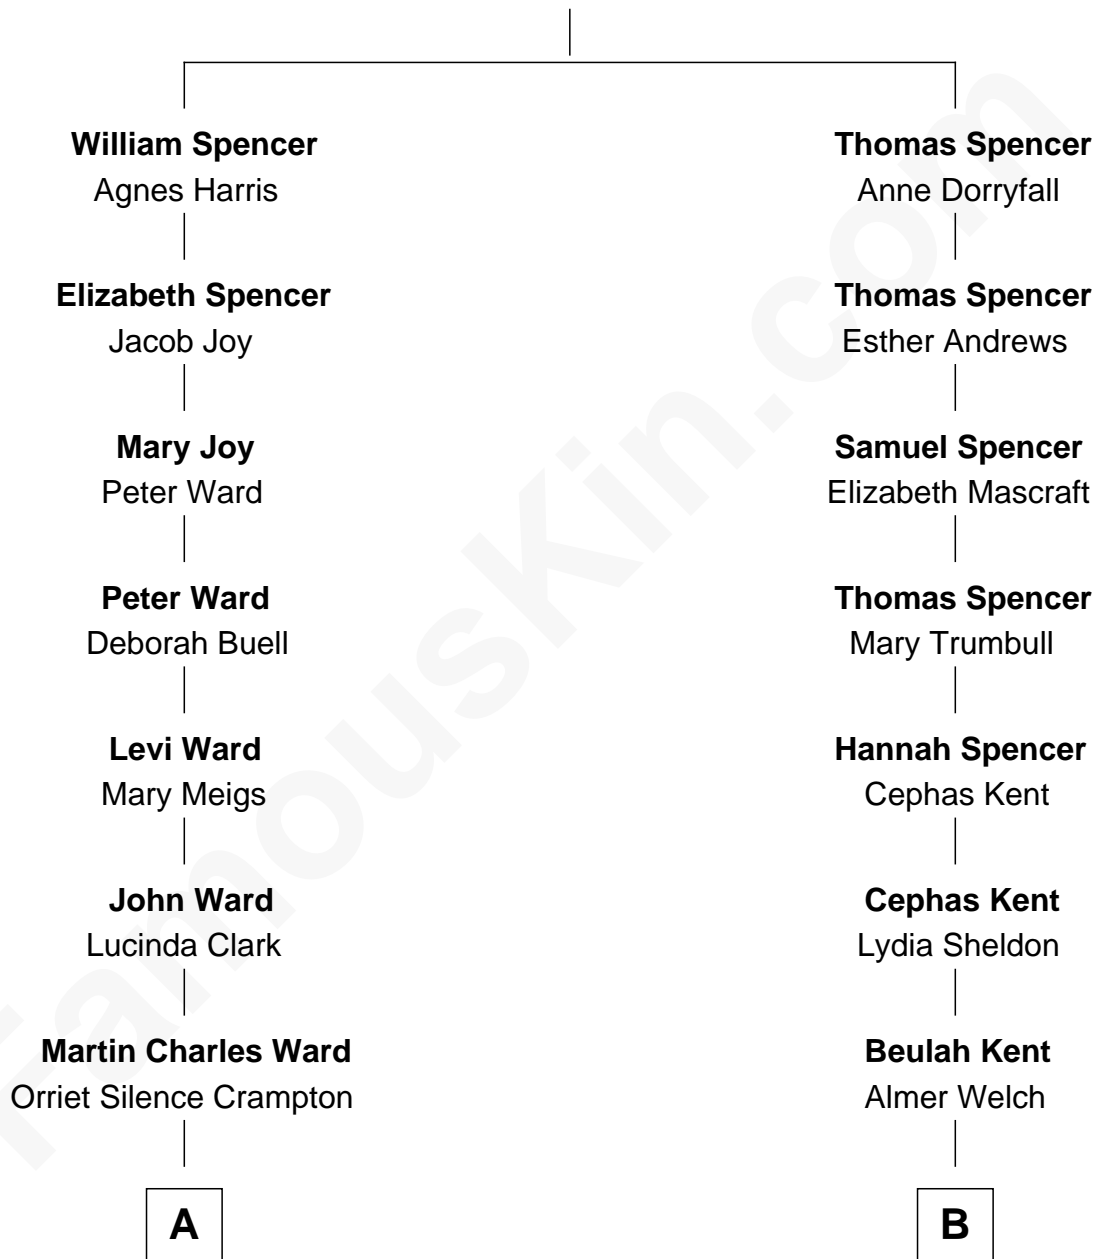 William Spencer
Agnes Harris
Elizabeth Spencer
Jacob Joy
Mary Joy
Peter Ward
Peter Ward
Deborah Buell
Levi Ward
Mary Meigs
John Ward
Lucinda Clark
Martin Charles Ward
Orriet Silence Crampton
A
Thomas Spencer
Anne Dorryfall
Thomas Spencer
Esther Andrews
Samuel Spencer
Elizabeth Mascraft
Thomas Spencer
Mary Trumbull
Hannah Spencer
Cephas Kent
Cephas Kent
Lydia Sheldon
Beulah Kent
Almer Welch
B
FamousKin.com